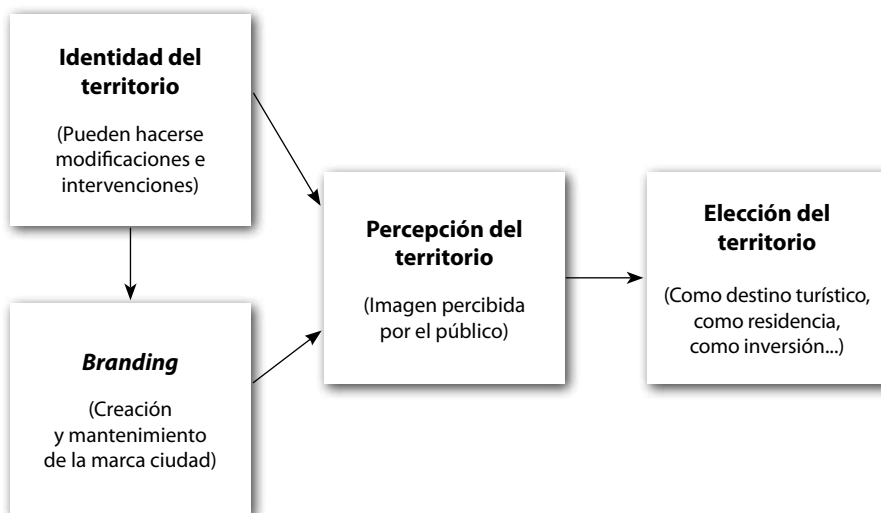 Identidad del
territorio
(Pueden hacerse
modificaciones e
intervenciones)
Branding
(Creación
y mantenimiento
de la marca ciudad)
Percepción del
territorio
(Imagen percibida
por el público)
Elección del
territorio
(Como destino turístico,
como residencia,
como inversión...)